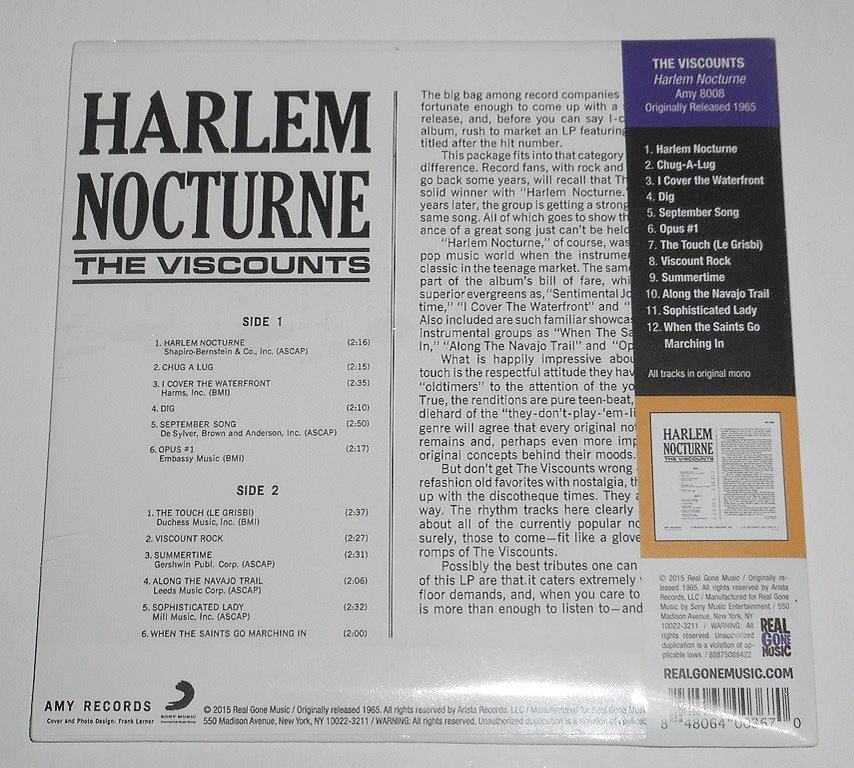 HARLEM
NOCTURNE
THE VISCOUNTS
SIDE 1
1. HARLEM NOCTURNE (2:16)
Shapiro-Bernstein & Co., Inc. (ASCAP)
2. CHUG A LUG (2:15)
3. I COVER THE WATERFRONT (2:35)
Harms, Inc. (BMI)
4. DIG (2:10)
5. SEPTEMBER SONG (2:50)
De Sylver, Brown and Anderson, Inc. (ASCAP)
6. OPUS #1 (2:17)
Embassy Music (BMI)
SIDE 2
1. THE TOUCH (LE GRISBI) (2:37)
Duchess Music, Inc. (BMI)
2. VISCOUNT ROCK (2:27)
3. SUMMERTIME (2:31)
Gershwin Publ. Corp. (ASCAP)
4. ALONG THE NAVAJO TRAIL (2:06)
Leeds Music Corp. (ASCAP)
5. SOPHISTICATED LADY (2:32)
Mill Music, Inc. (ASCAP)
6. WHEN THE SAINTS GO MARCHING IN (2:00)
AMY RECORDS
Cover and Photo Design: Frank Lerner
SONY MUSIC
The big bag among record companies
fortunate enough to come up with a
release, and, before you can say I-c
album, rush to market an LP featuring
titled after the hit number.
This package fits into that category
difference. Record fans, with rock and
go back some years, will recall that Th
solid winner with "Harlem Nocturne."
years later, the group is getting a strong
same song. All of which goes to show th
ance of a great song just can't be held
"Harlem Nocturne," of course, was
pop music world when the instrumen
classic in the teenage market. The same
part of the album's bill of fare, whi
superior evergreens as, "Sentimental Jo
time," "I Cover The Waterfront" and "
Also included are such familiar showcas
instrumental groups as "When The Sa
In," "Along The Navajo Trail" and "Op
What is happily impressive abou
touch is the respectful attitude they hav
"oldtimers" to the attention of the yo
True, the renditions are pure teen-beat,
diehard of the "they-don't-play-'em-li
genre will agree that every original no
remains and, perhaps even more imp
original concepts behind their moods.
But don't get The Viscounts wrong
refashion old favorites with nostalgia, th
up with the discotheque times. They a
way. The rhythm tracks here clearly
about all of the currently popular no
surely, those to come—fit like a glove
romps of The Viscounts.
Possibly the best tributes one can
of this LP are that it caters extremely
floor demands, and, when you care to
is more than enough to listen to—and
© 2015 Real Gone Music / Originally released 1965. All rights reserved by Arista Records, LLC / Manufactured for Real Gone Mus
550 Madison Avenue, New York, NY 10022-3211 / WARNING: All rights reserved. Unauthorized duplication is a violation of applicab
THE VISCOUNTS
Harlem Nocturne
Amy 8008
Originally Released 1965
1. Harlem Nocturne
2. Chug-A-Lug
3. I Cover the Waterfront
4. Dig
5. September Song
6. Opus #1
7. The Touch (Le Grisbi)
8. Viscount Rock
9. Summertime
10. Along the Navajo Trail
11. Sophisticated Lady
12. When the Saints Go
Marching In
All tracks in original mono
HARLEM
NOCTURNE
THE VISCOUNTS
© 2015 Real Gone Music / Originally re-
leased 1965. All rights reserved by Arista
Records, LLC / Manufactured for Real Gone
Music by Sony Music Entertainment / 550
Madison Avenue, New York, NY
10022-3211 / WARNING: All
rights reserved. Unauthorized
duplication is a violation of ap-
plicable laws. / 88875089422
REAL
GONE
MUSIC
REALGONEMUSIC.COM
8 48064 00367 0